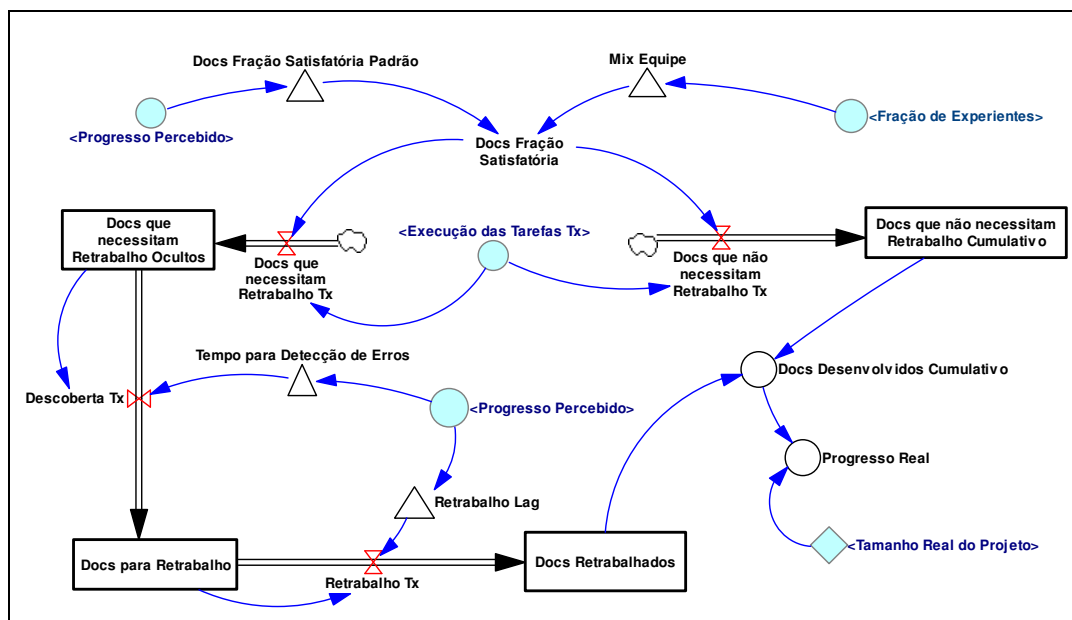 Docs Fração Satisfatória Padrão
Mix Equipe
<Progresso Percebido>
<Fração de Experientes>
Docs Fração
Satisfatória
Docs que
necessitam
Retrabalho Ocultos
<Execução das Tarefas Tx>
Docs que não necessitam
Retrabalho Cumulativo
Docs que
necessitam
Retrabalho Tx
Docs que não
necessitam
Retrabalho Tx
Tempo para Detecção de Erros
Docs Desenvolvidos Cumulativo
Descoberta Tx
<Progresso Percebido>
Progresso Real
Retrabalho Lag
Docs para Retrabalho
Docs Retrabalhados
<Tamanho Real do Projeto>
Retrabalho Tx